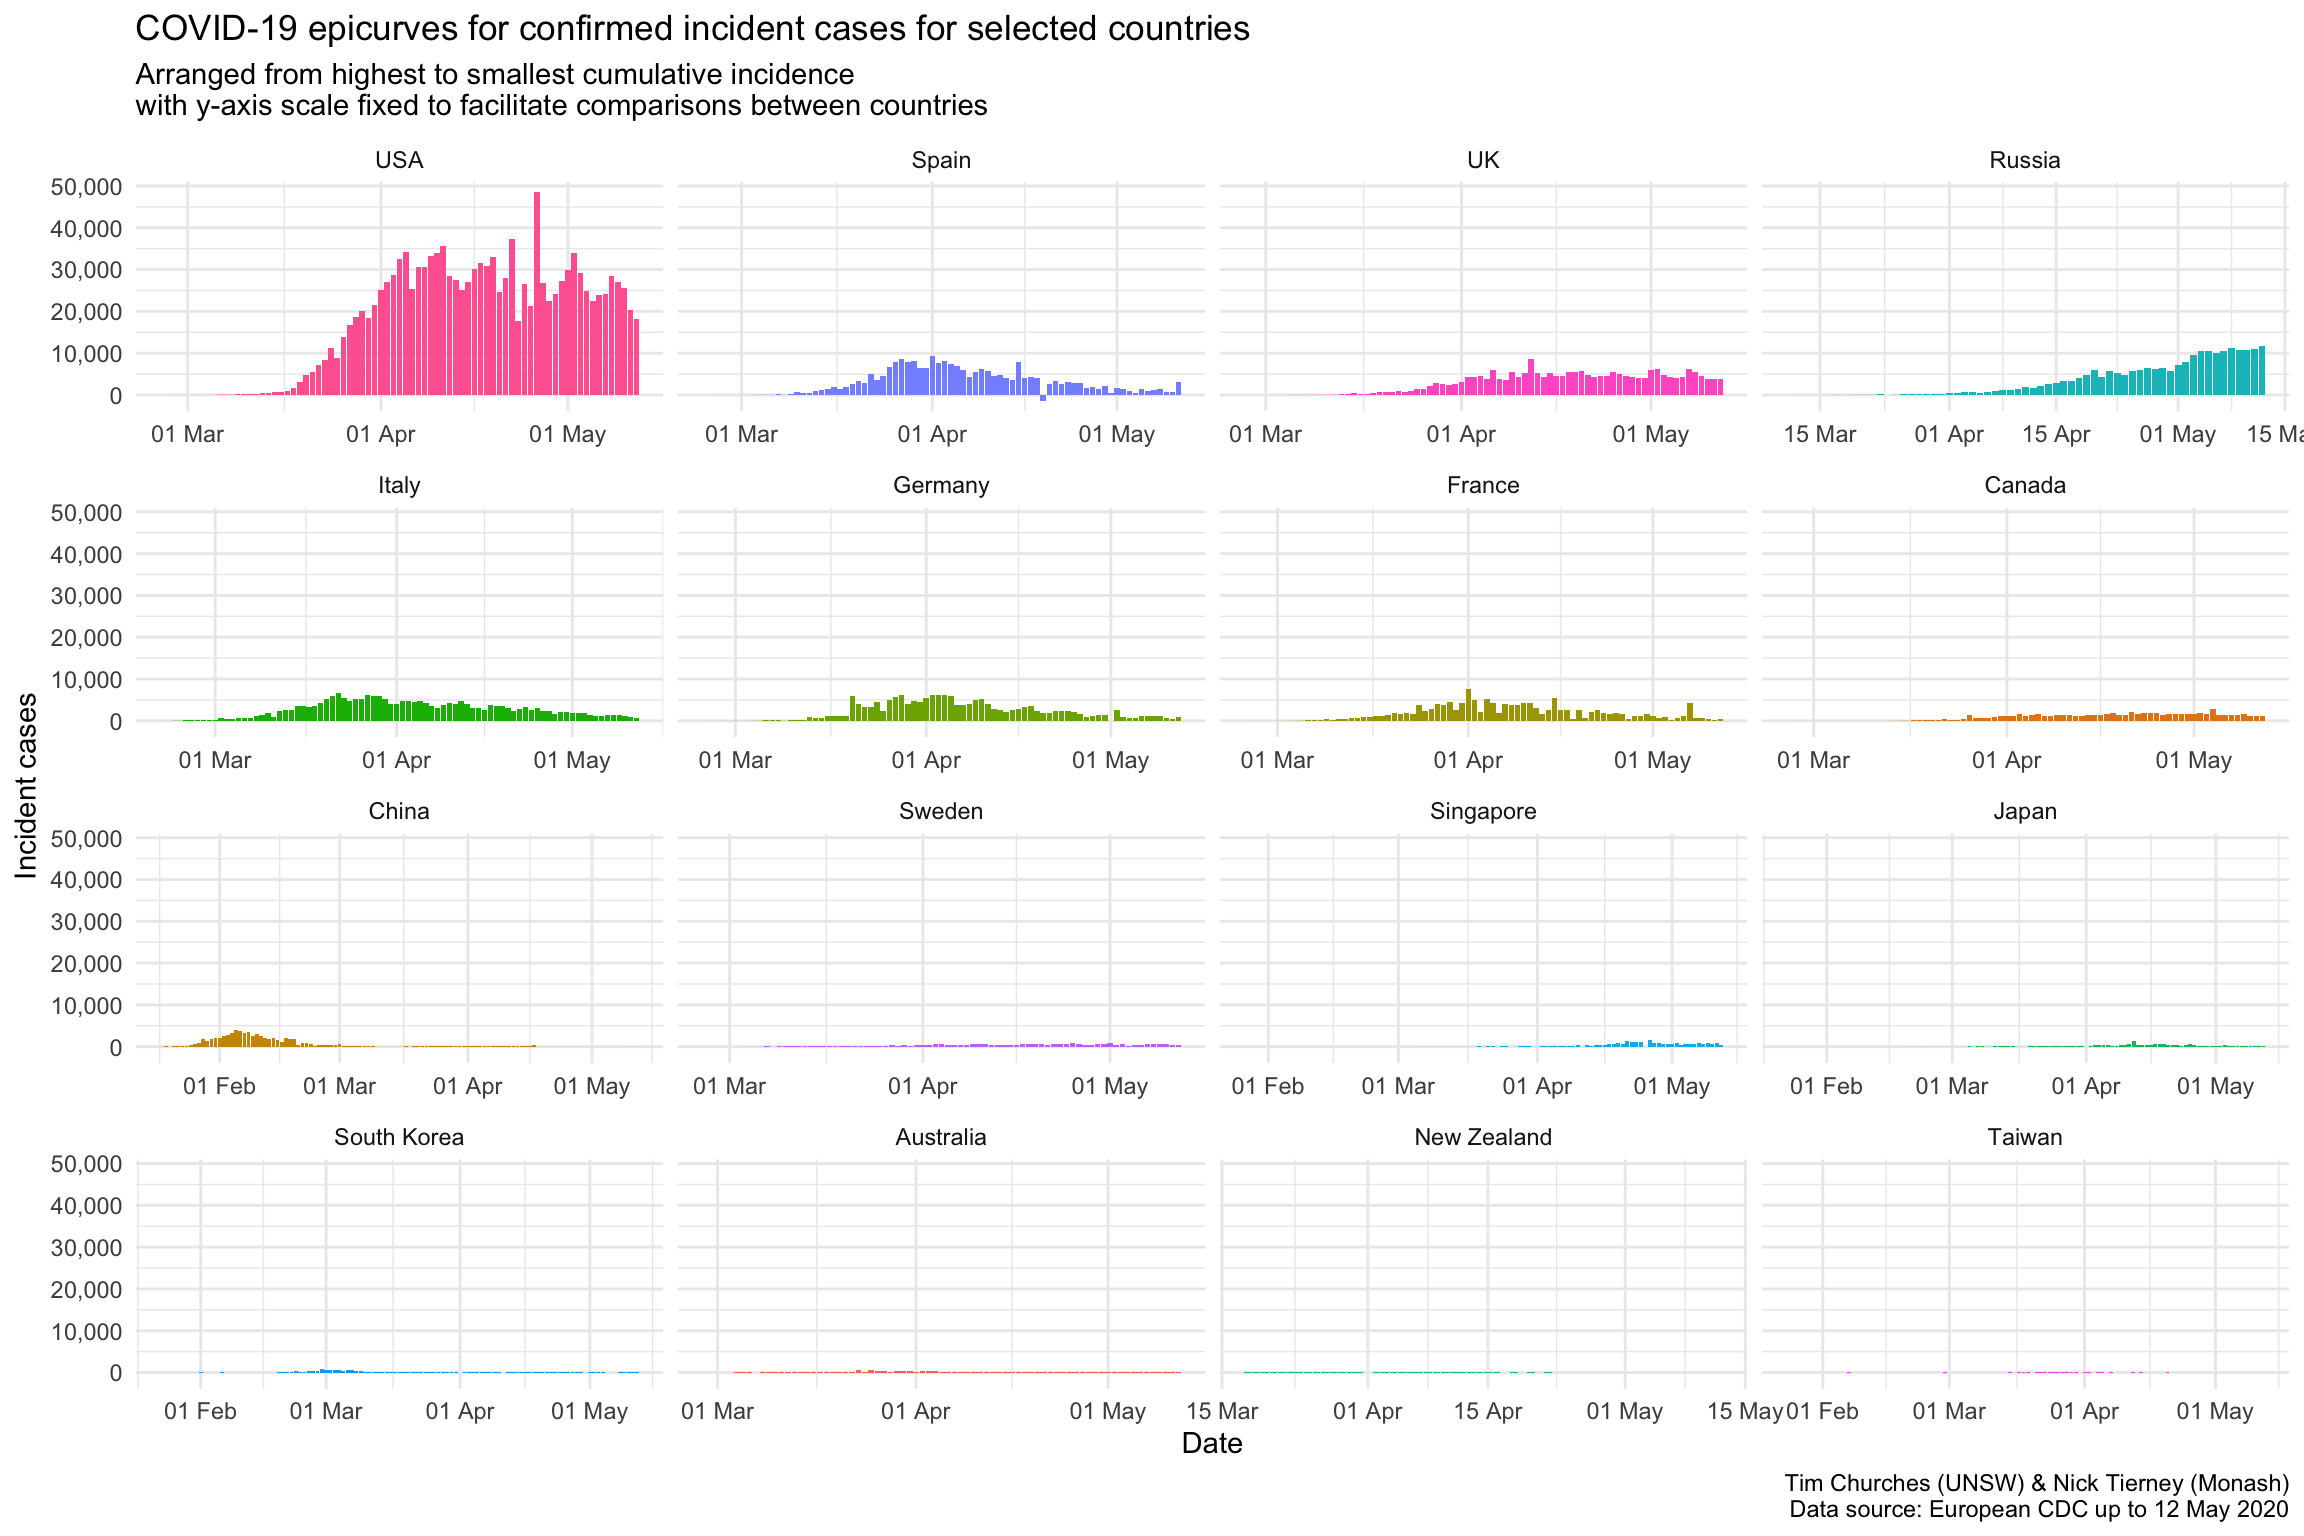 COVID-19 epicurves for confirmed incident cases for selected countries
Arranged from highest to smallest cumulative incidence
with y-axis scale fixed to facilitate comparisons between countries
USA Spain UK Russia
50,000
40,000
30,000
20,000
10,000
0
01 Mar 01 Apr 01 May 01 Mar 01 Apr 01 May 01 Mar 01 Apr 01 May 15 Mar 01 Apr 15 Apr 01 May 15 Ma
Italy Germany France Canada
50,000
40,000
30,000
20,000
10,000
0
01 Mar 01 Apr 01 May 01 Mar 01 Apr 01 May 01 Mar 01 Apr 01 May 01 Mar 01 Apr 01 May
Incident cases
China Sweden Singapore Japan
50,000
40,000
30,000
20,000
10,000
0
01 Feb 01 Mar 01 Apr 01 May 01 Mar 01 Apr 01 May 01 Feb 01 Mar 01 Apr 01 May 01 Feb 01 Mar 01 Apr 01 May
South Korea Australia New Zealand Taiwan
50,000
40,000
30,000
20,000
10,000
0
01 Feb 01 Mar 01 Apr 01 May 01 Mar 01 Apr 01 May 15 Mar 01 Apr 15 Apr 01 May 15 May 01 Feb 01 Mar 01 Apr 01 May
Date
Tim Churches (UNSW) & Nick Tierney (Monash)
Data source: European CDC up to 12 May 2020